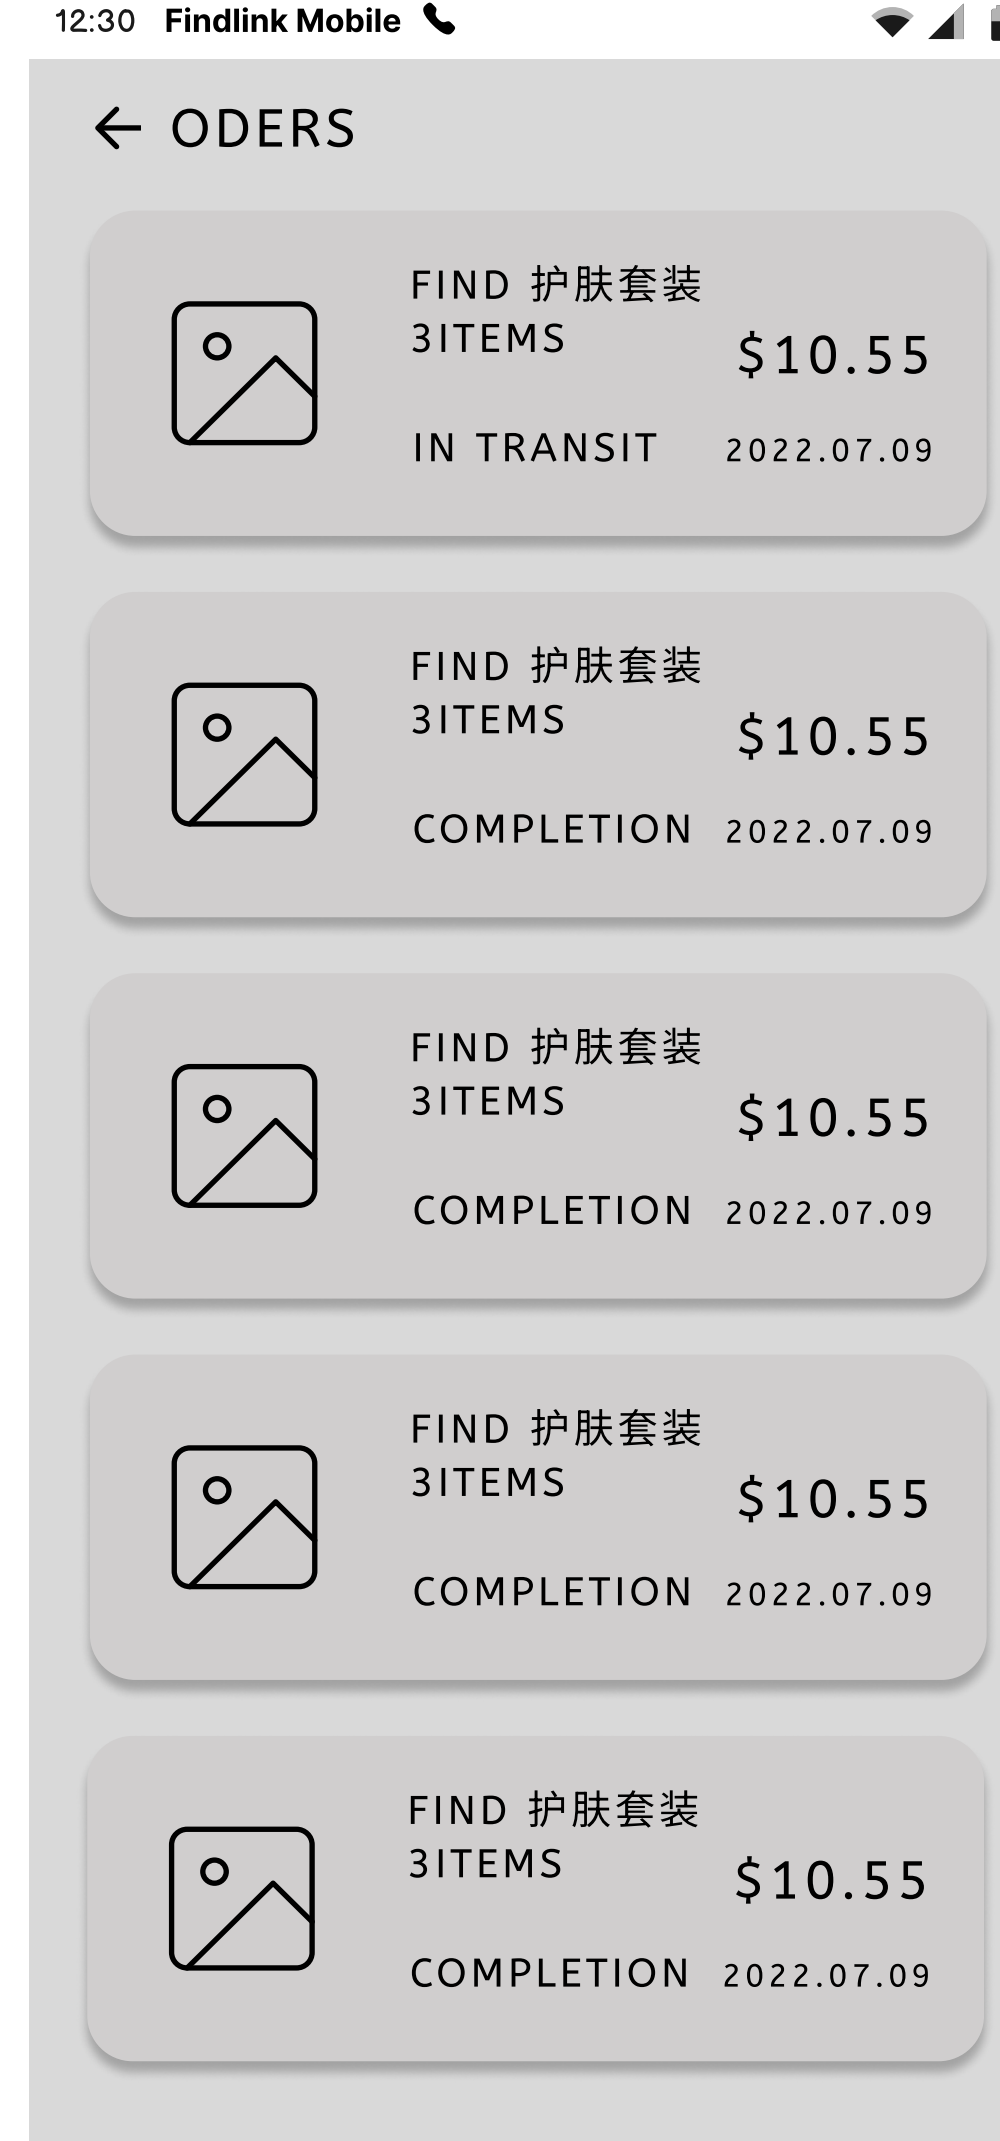 12:30 Findlink Mobile
ODERS
FIND 护肤套装
3ITEMS
$10.55
IN TRANSIT 2022.07.09
FIND 护肤套装
3ITEMS
$10.55
COMPLETION 2022.07.09
FIND 护肤套装
3ITEMS
$10.55
COMPLETION 2022.07.09
FIND 护肤套装
3ITEMS
$10.55
COMPLETION 2022.07.09
FIND 护肤套装
3ITEMS
$10.55
COMPLETION 2022.07.09